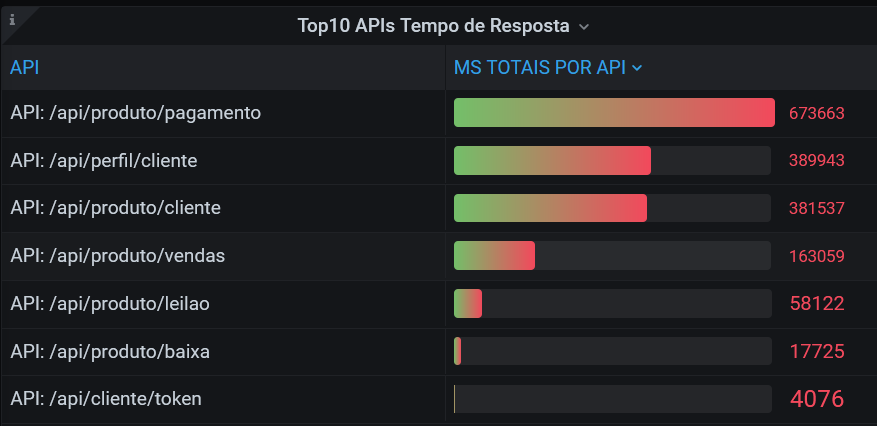 Top10 APIs Tempo de Resposta
API MS TOTAIS POR API
API: /api/produto/pagamento 673663
API: /api/perfil/cliente 389943
API: /api/produto/cliente 381537
API: /api/produto/vendas 163059
API: /api/produto/leilao 58122
API: /api/produto/baixa 17725
API: /api/cliente/token 4076